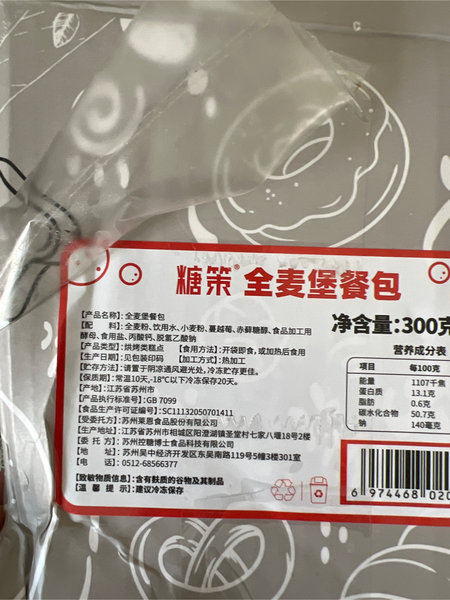 糖策® 全麦堡餐包
【产品名称】:全麦堡餐包
【配 料】:全麦粉、饮用水、小麦粉、蔓越莓、赤藓糖醇、食品加工用
酵母、食用盐、丙酸钙、脱氢乙酸钠
【产品类型】:烘烤类糕点 【食用方法】:开袋即食,或加热后食用
【生产日期】:见包装印码 【加工方式】:热加工
【贮存方法】:请置于阴凉通风避光处,冷冻贮存更佳。
【保质期】:常温10天,-18°C以下冷冻保存20天。
【产 地】:江苏省苏州市
【产品执行标准号】:GB 7099
【食品生产许可证编号】:SC11132050701411
【受委托方】:苏州莱恩食品有限公司
【生产地址】:江苏省苏州市相城区阳澄湖镇圣堂村七家八堰18号2楼
【委 托 方】:苏州控糖博士食品科技有限公司
【地 址】:苏州吴中经济开发区东吴南路119号5幢3楼301室
【电 话】:0512-68566377
【致敏物质信息】:含有麸质的谷物及其制品
【温 馨 提 示】:建议冷冻保存
净含量:300克
营养成分表
项目 每100克
能量 1107千焦
蛋白质 13.1克
脂肪 0.6克
碳水化合物 50.7克
钠 140毫克
6 974468 020